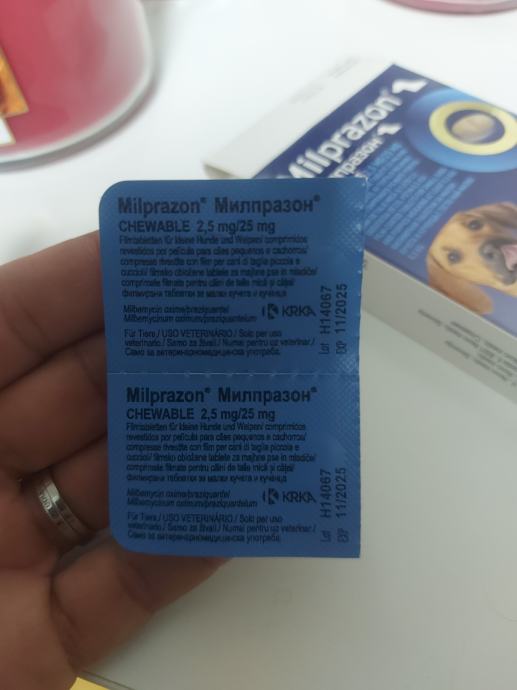 Milprazon® Милпразон®
CHEWABLE 2,5 mg/25 mg
Filmtabletten für kleine Hunde und Welpen/ comprimidos
revestidos por película para cães pequenos e cachorros/
compresse rivestite con film per cani di taglia piccola e
cuccioli/ filmsko obložene tablete za majhne pse in mladiče/
comprimate filmate pentru câini de talie mică și căței/
филмирани таблетки за малки кучета и кученца
Milbemycin oxime/praziquantel
Milbemycinum oximum/praziquantelum
KRKA
Für Tiere / USO VETERINÁRIO / Solo per uso
veterinario / Samo za živali / Numai pentru uz veterinar /
Само за ветеринарномедицинска употреба.
Lot H14067
EXP 11/2025
Milprazon® Милпразон®
CHEWABLE 2,5 mg/25 mg
Filmtabletten für kleine Hunde und Welpen/ comprimidos
revestidos por película para cães pequenos e cachorros/
compresse rivestite con film per cani di taglia piccola e
cuccioli/ filmsko obložene tablete za majhne pse in mladiče/
comprimate filmate pentru câini de talie mică și căței/
филмирани таблетки за малки кучета и кученца
Milbemycin oxime/praziquantel
Milbemycinum oximum/praziquantelum
KRKA
Für Tiere / USO VETERINÁRIO / Solo per uso
veterinario / Samo za živali / Numai pentru uz veterinar /
Само за ветеринарномедицинска употреба.
Lot H14067
EXP 11/2025
Milprazon®